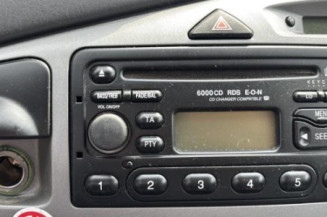 6000CD RDS E-O-N
BASS/TREB FADE/BAL
CD CHANGER COMPATIBLE
VOL-ON/OFF
TA
MENU
PTY
SEE
1 2 3 4 5